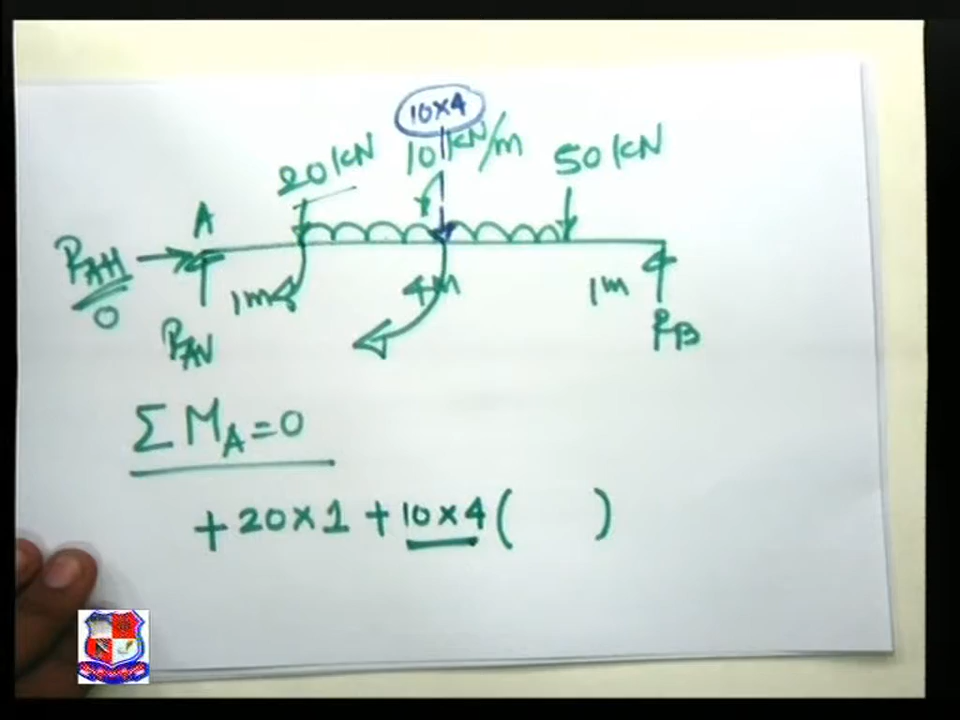 10×4
20 kN 10 kN/m 50 kN
A
RAH
0
1m 4m 1m
RAV RB
ΣMA=0
+20×1+10×4( )